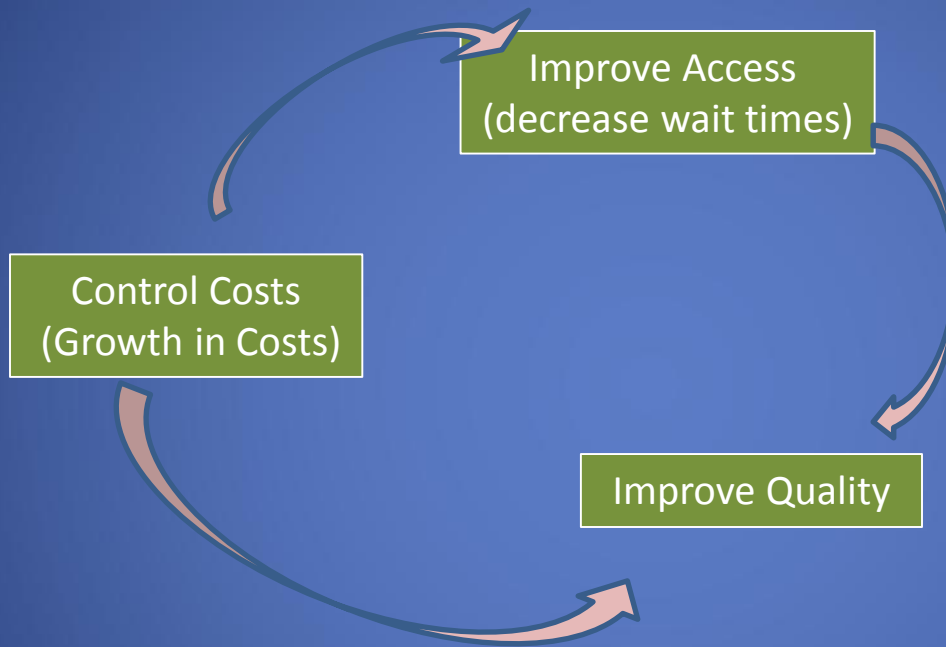 Improve Access
(decrease wait times)
Control Costs
(Growth in Costs)
Improve Quality